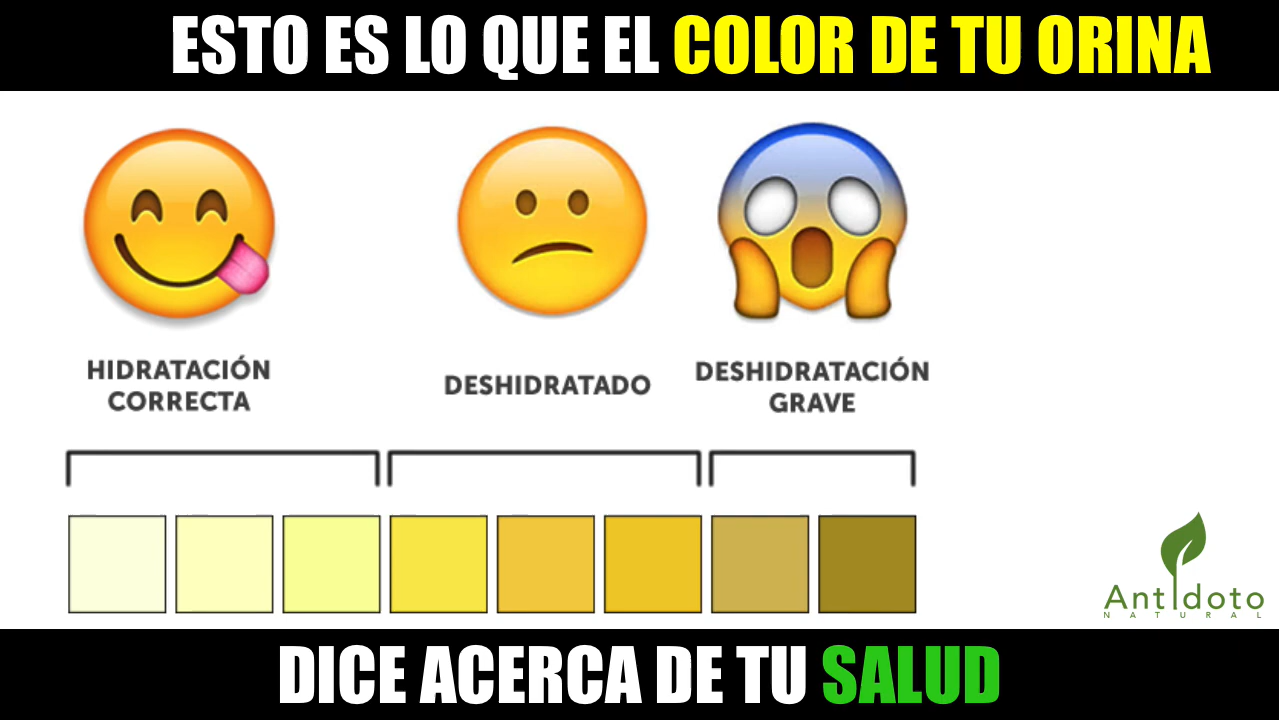 ESTO ES LO QUE EL COLOR DE TU ORINA
HIDRATACIÓN
CORRECTA
DESHIDRATADO
DESHIDRATACIÓN
GRAVE
Antidoto
NATURAL
DICE ACERCA DE TU SALUD